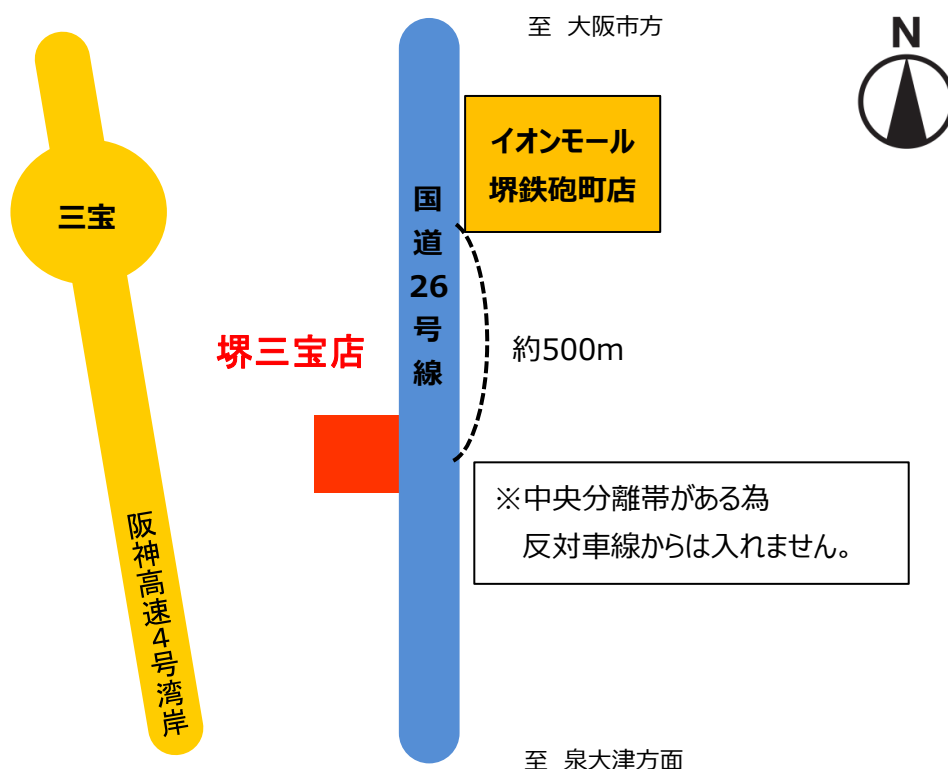 至 大阪市方
N
イオンモール
堺鉄砲町店
三宝
国道26号線
堺三宝店
約500m
※中央分離帯がある為
反対車線からは入れません。
阪神高速4号湾岸
至 泉大津方面